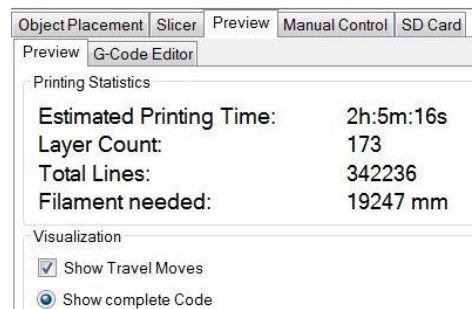 Object Placement Slicer Preview Manual Control SD Card
Preview G-Code Editor
Printing Statistics
Estimated Printing Time: 2h:5m:16s
Layer Count: 173
Total Lines: 342236
Filament needed: 19247 mm
Visualization
Show Travel Moves
Show complete Code